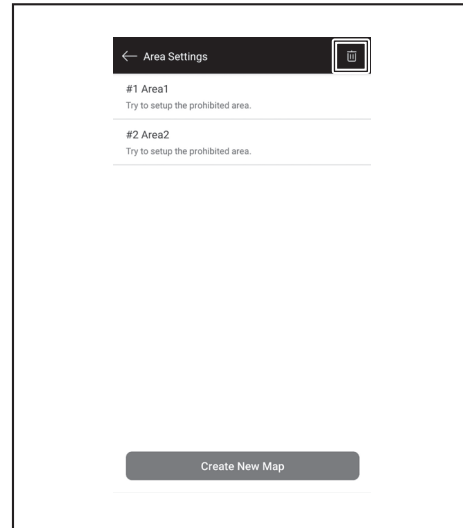 Area Settings
#1 Area1
Try to setup the prohibited area.
#2 Area2
Try to setup the prohibited area.
Create New Map